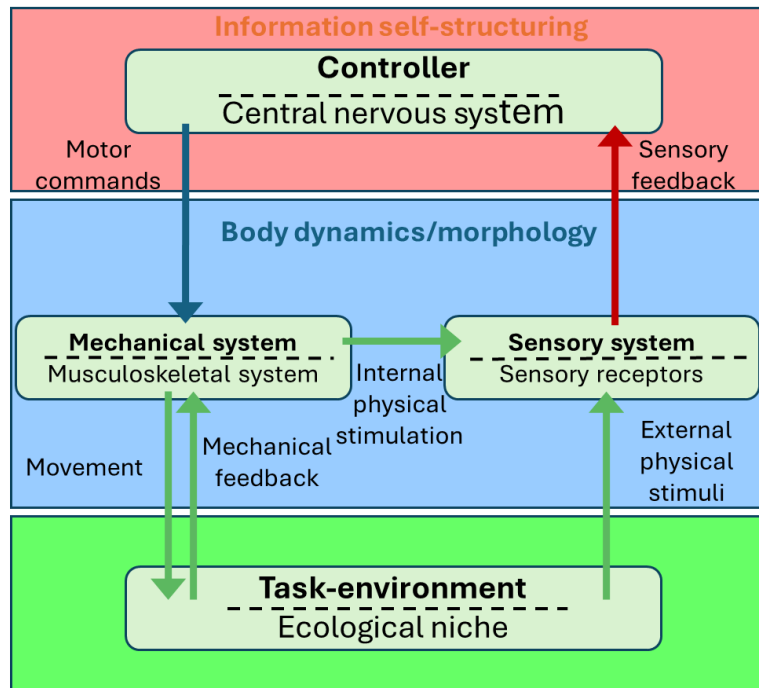 Information self-structuring
Controller
Central nervous system
Motor
commands
Sensory
feedback
Body dynamics/morphology
Mechanical system
Musculoskeletal system
Sensory system
Sensory receptors
Internal
physical
stimulation
Movement
Mechanical
feedback
External
physical
stimuli
Task-environment
Ecological niche